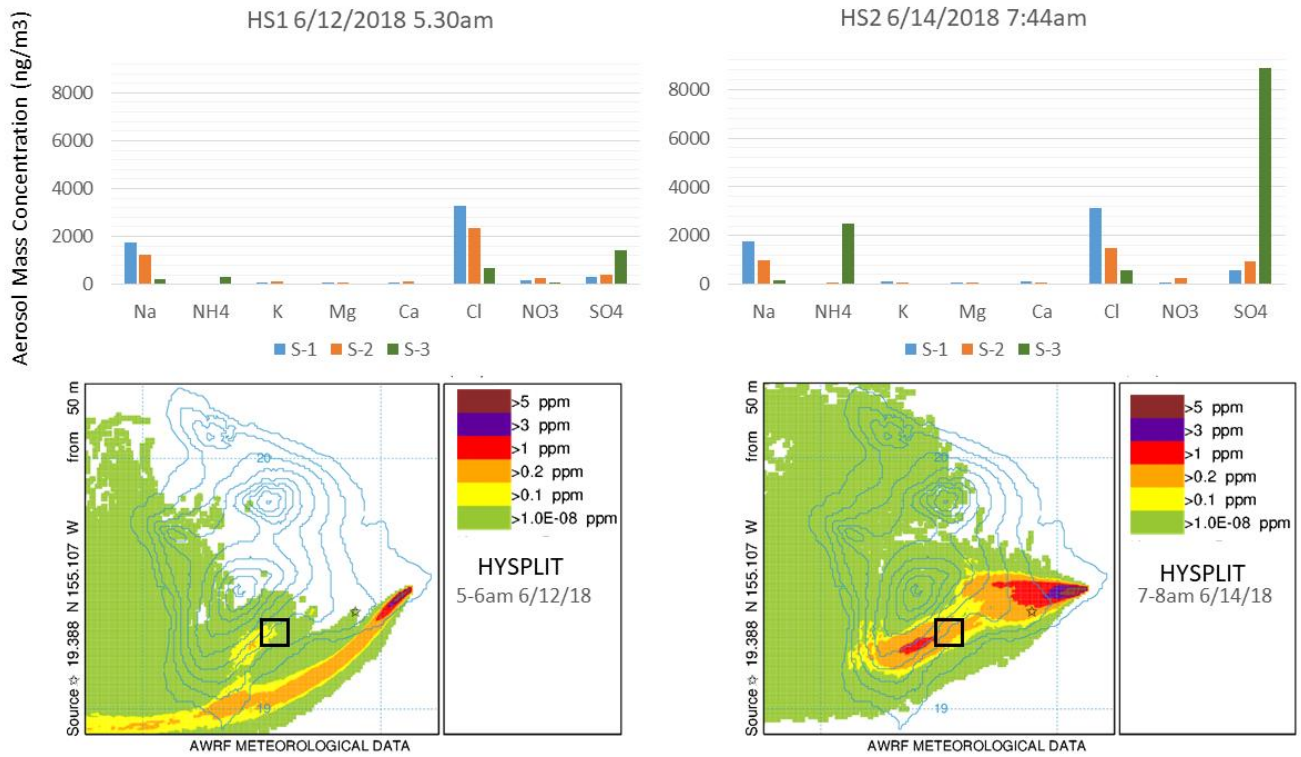 HS1 6/12/2018 5.30am
Aerosol Mass Concentration (ng/m3)
8000
6000
4000
2000
0
Na NH4 K Mg Ca Cl NO3 SO4
S-1 S-2 S-3
HS2 6/14/2018 7:44am
8000
6000
4000
2000
0
Na NH4 K Mg Ca Cl NO3 SO4
S-1 S-2 S-3
Source ☆ 19.388 N 155.107 W from 50 m
20
19
AWRF METEOROLOGICAL DATA
>5 ppm
>3 ppm
>1 ppm
>0.2 ppm
>0.1 ppm
>1.0E-08 ppm
HYSPLIT
5-6am 6/12/18
Source ☆ 19.388 N 155.107 W from 50 m
20
19
AWRF METEOROLOGICAL DATA
>5 ppm
>3 ppm
>1 ppm
>0.2 ppm
>0.1 ppm
>1.0E-08 ppm
HYSPLIT
7-8am 6/14/18